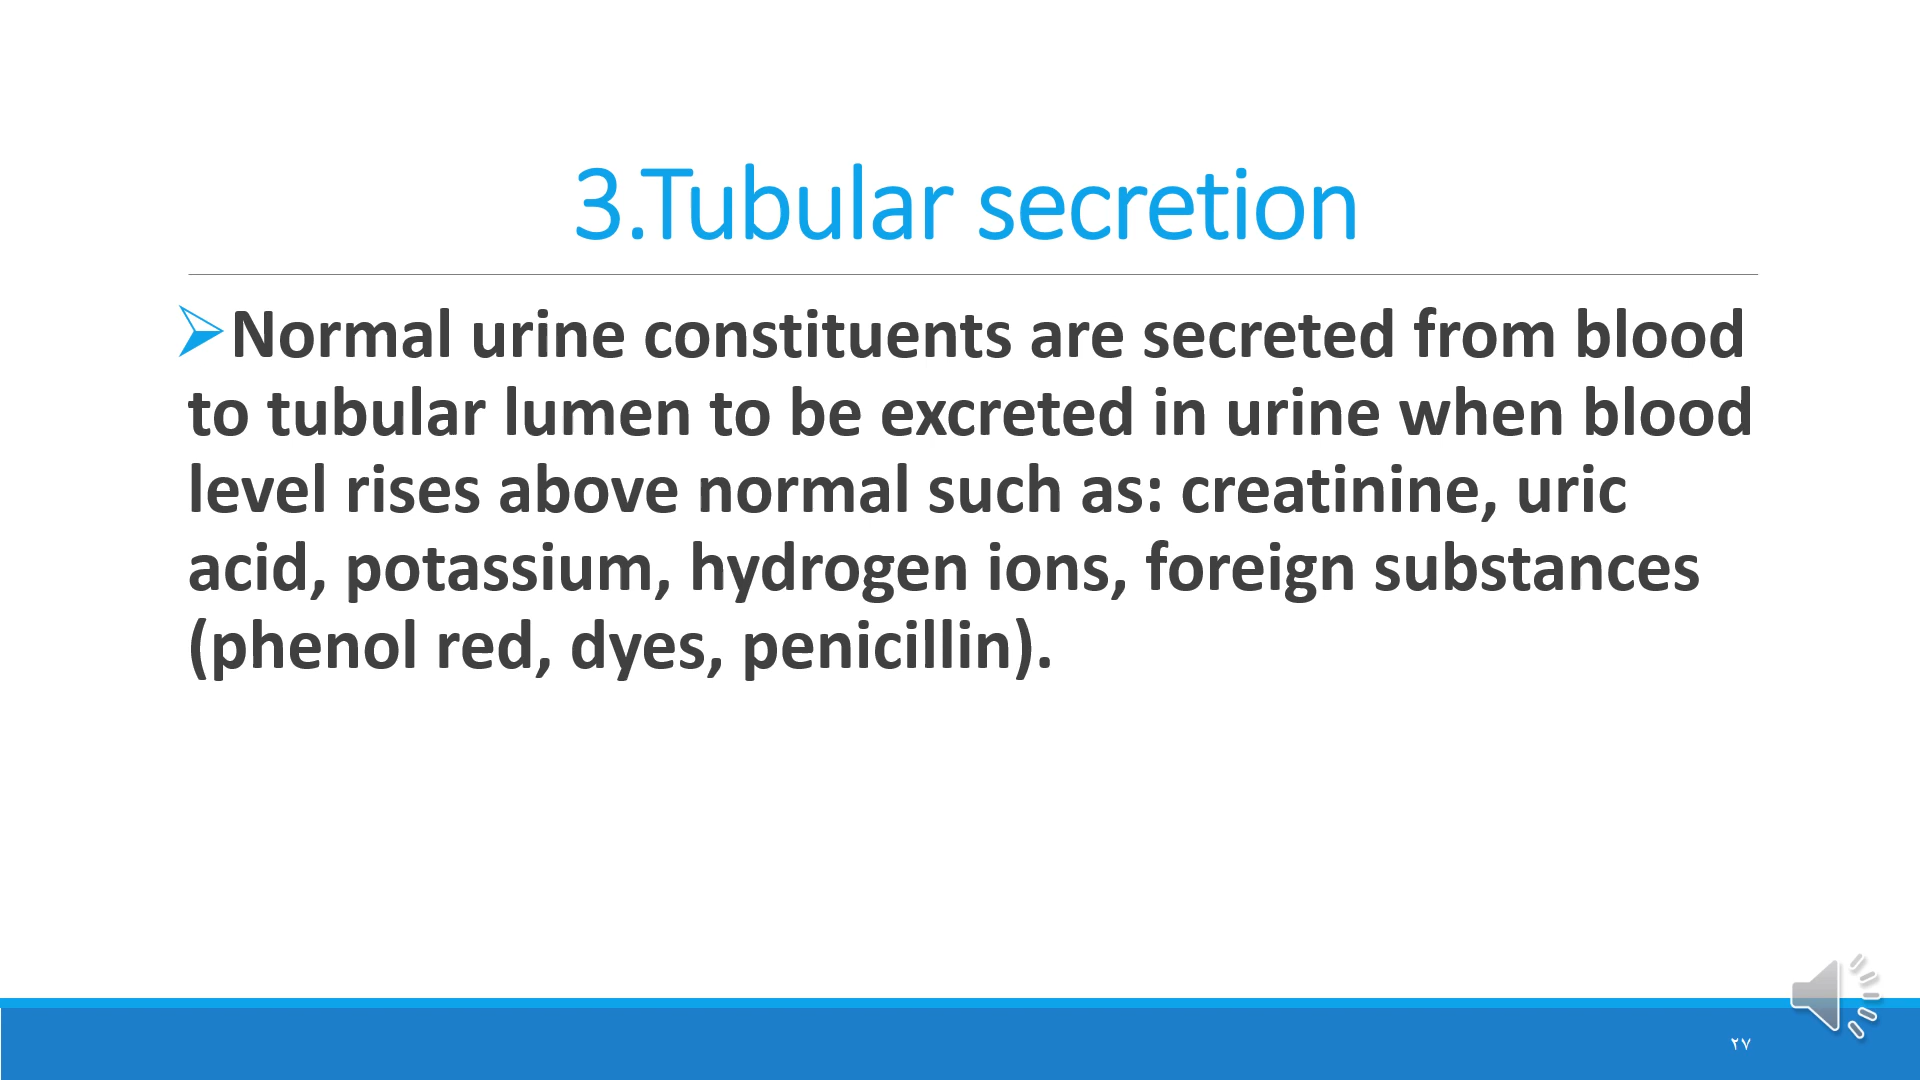 3.Tubular secretion
Normal urine constituents are secreted from blood
to tubular lumen to be excreted in urine when blood
level rises above normal such as: creatinine, uric
acid, potassium, hydrogen ions, foreign substances
(phenol red, dyes, penicillin).
٢٧